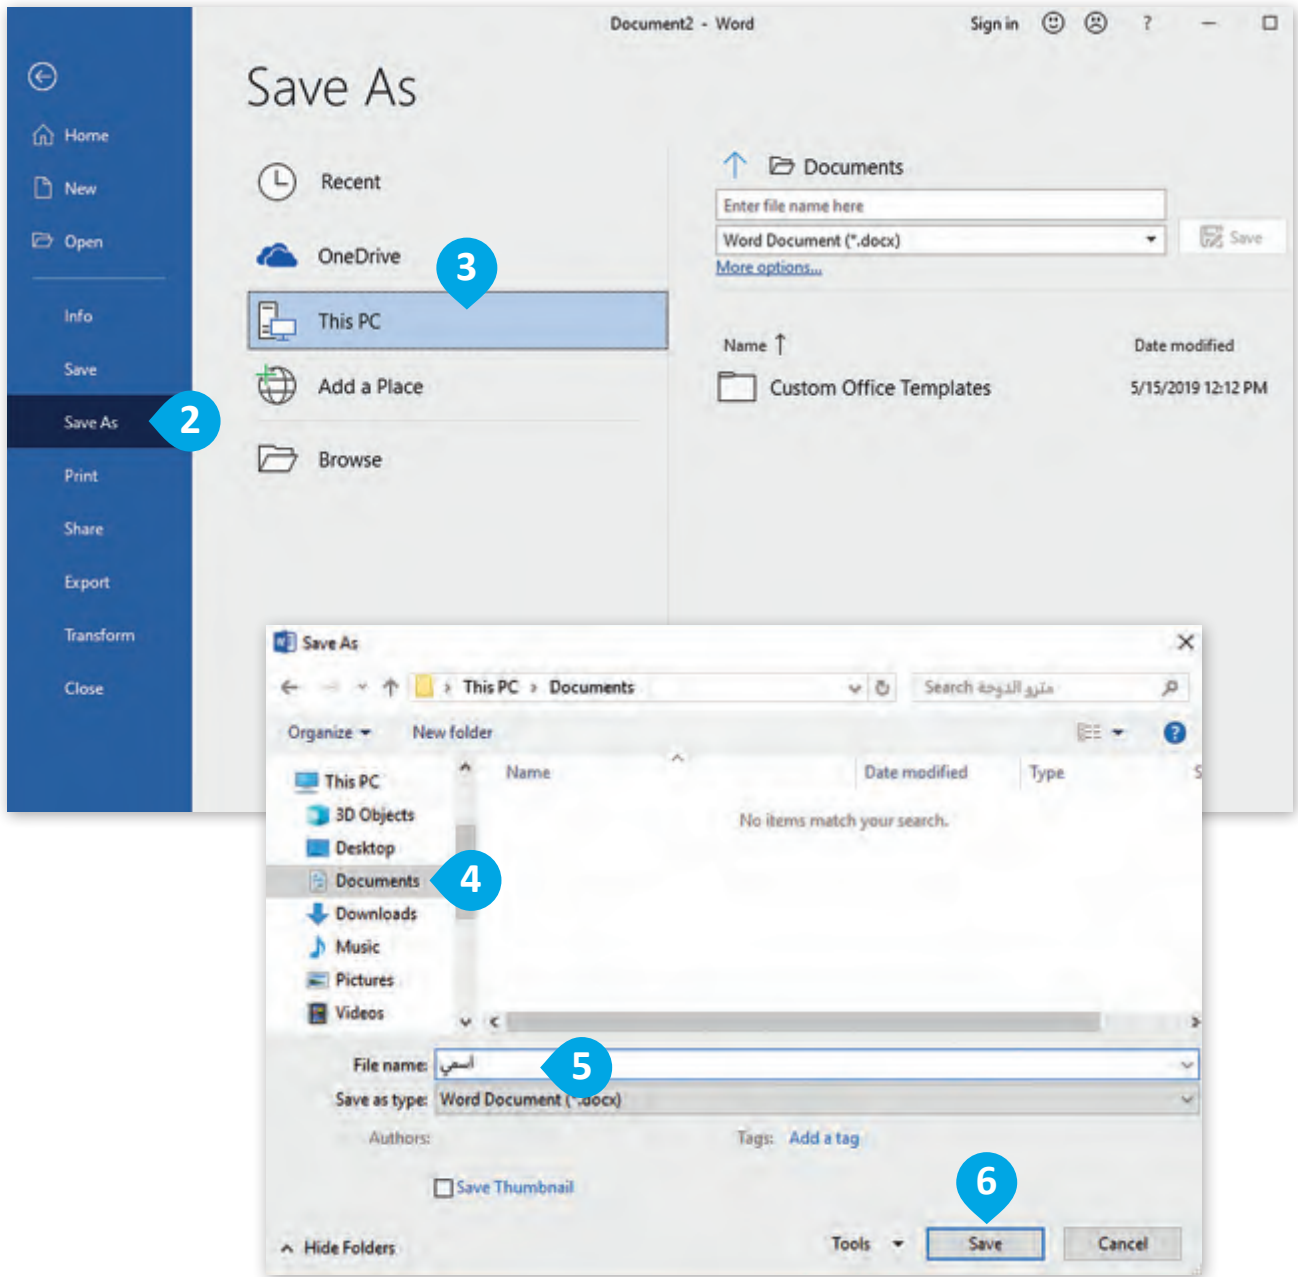 Document2 - Word
Sign in
?
Save As
Home
New
Open
Info
Save
Save As
2
Print
Share
Export
Transform
Close
Recent
OneDrive
3
This PC
Add a Place
Browse
Documents
Enter file name here
Word Document (*.docx)
Save
More options...
Name
Date modified
Custom Office Templates
5/15/2019 12:12 PM
Save As
This PC > Documents
Search مترو الدوحة
Organize
New folder
?
Name
Date modified
Type
S
No items match your search.
This PC
3D Objects
Desktop
Documents
4
Downloads
Music
Pictures
Videos
File name: اسمي
5
Save as type: Word Document (*.docx)
Authors:
Tags: Add a tag
Save Thumbnail
6
Hide Folders
Tools
Save
Cancel